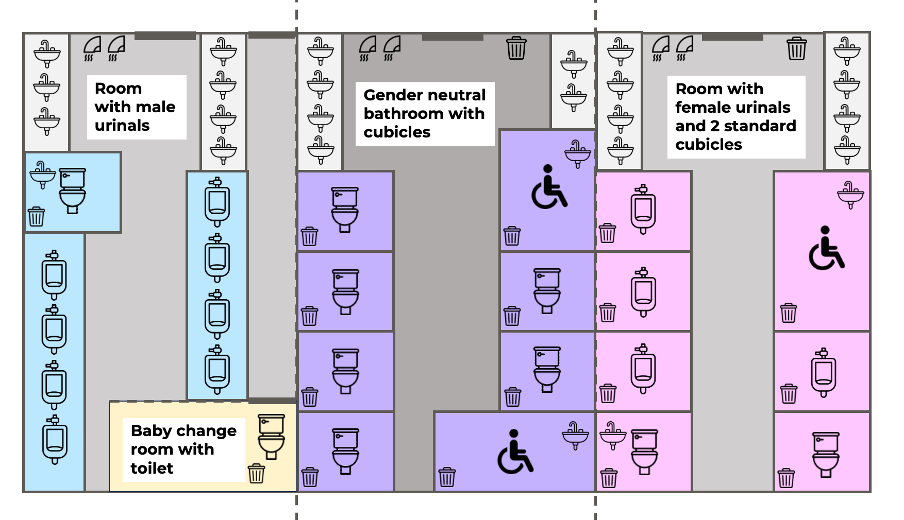 Room
with male
urinals
Gender neutral
bathroom with
cubicles
Room with
female urinals
and 2 standard
cubicles
Baby change
room with
toilet